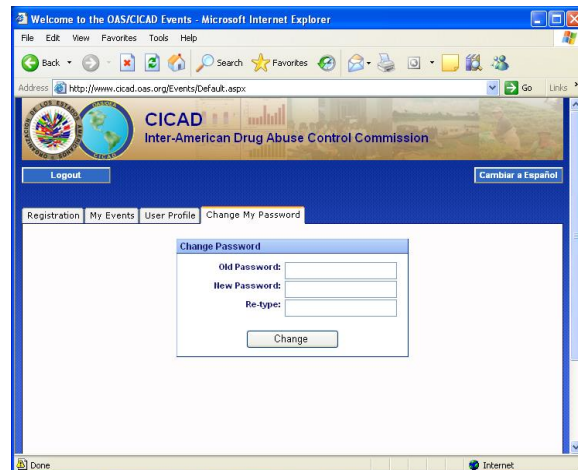 Welcome to the OAS/CICAD Events - Microsoft Internet Explorer
File Edit View Favorites Tools Help
Back Search Favorites
Address http://www.cicad.oas.org/Events/Default.aspx Go Links »
CICAD
Inter-American Drug Abuse Control Commission
Logout Cambiar a Español
Registration My Events User Profile Change My Password
Change Password
Old Password:
New Password:
Re-type:
Change
Done Internet